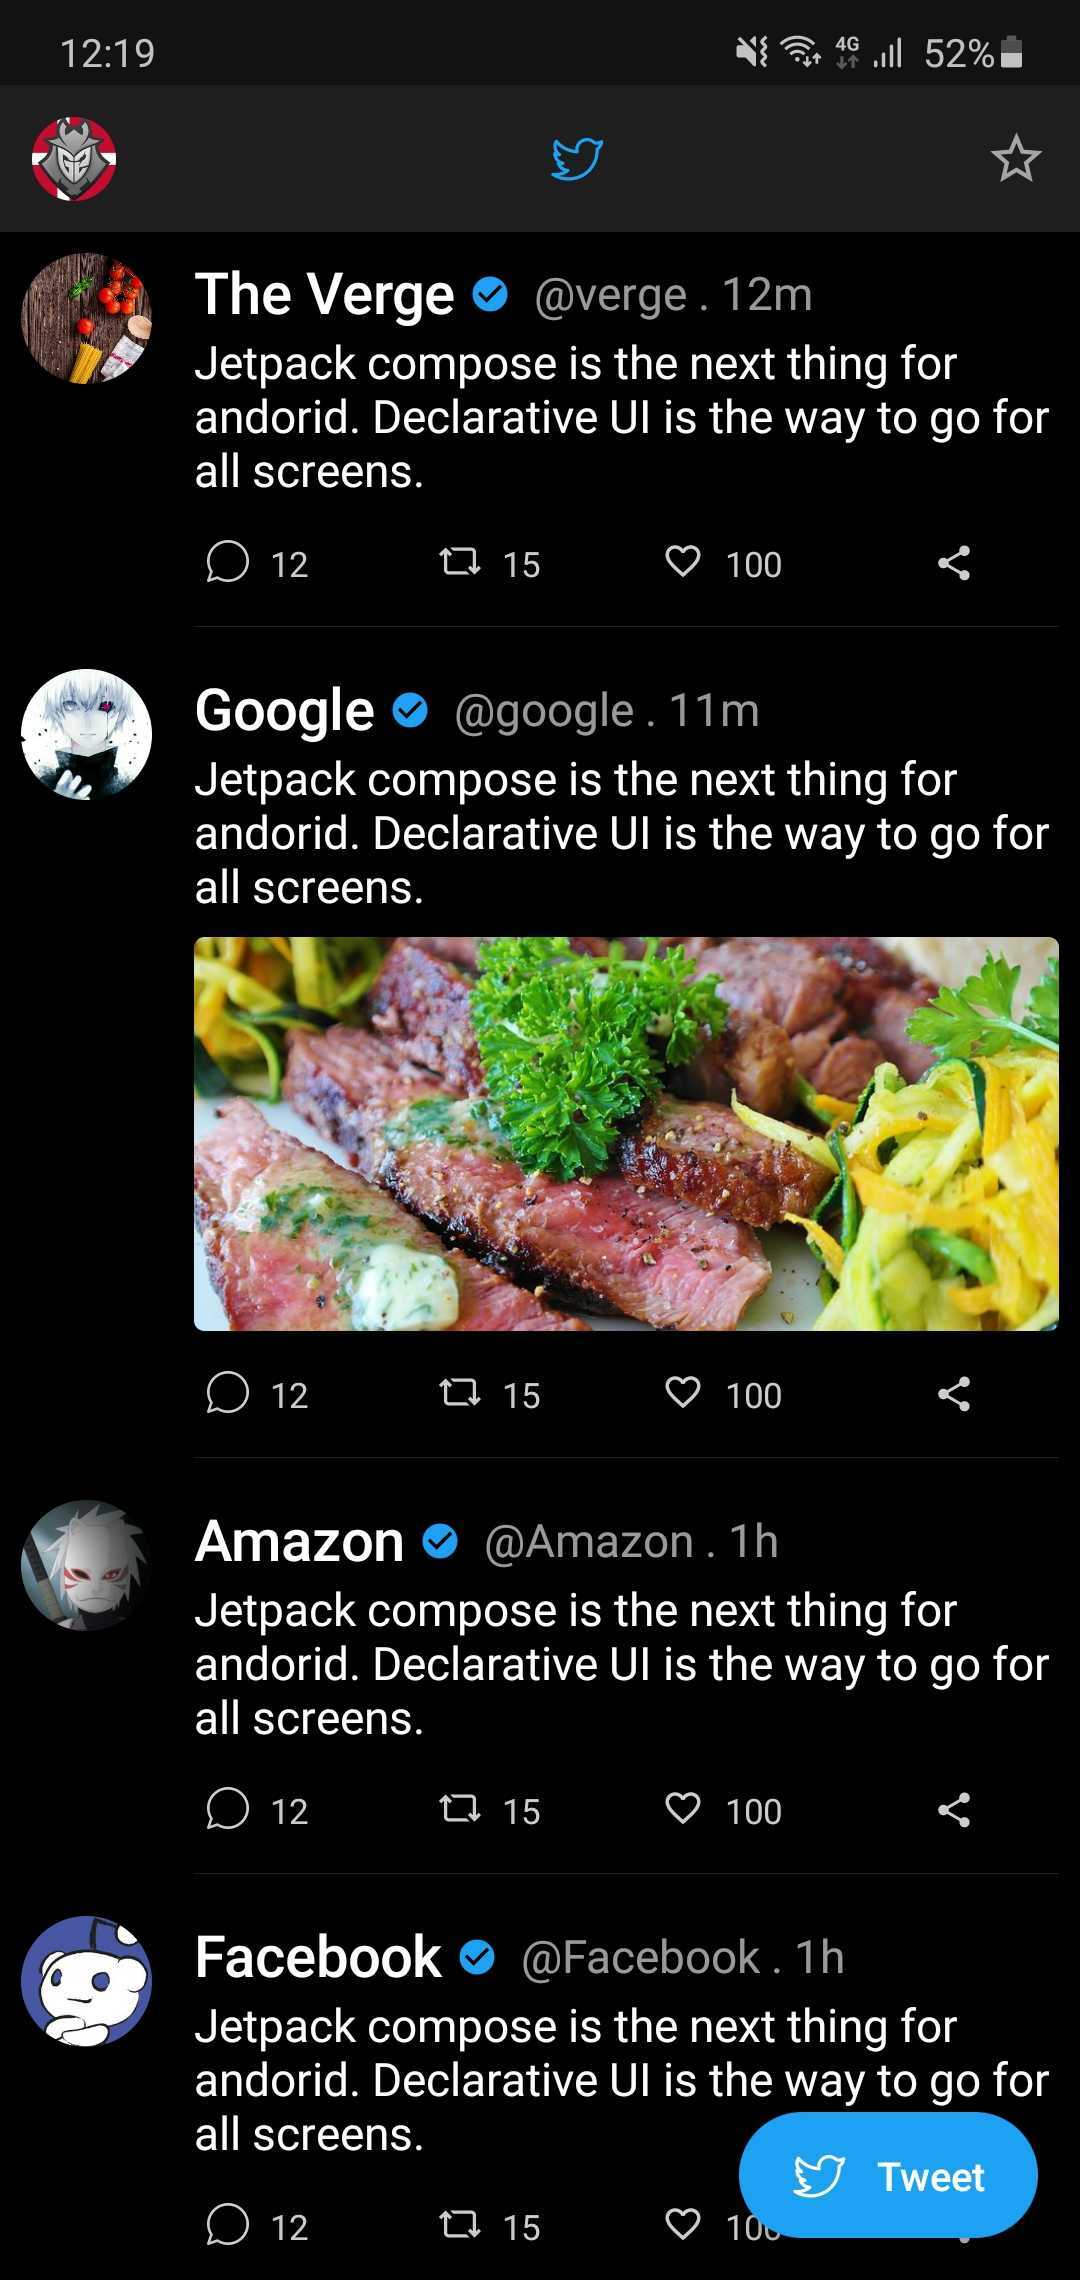 12:19 4G 52%
G2
The Verge @verge . 12m
Jetpack compose is the next thing for
andorid. Declarative UI is the way to go for
all screens.
12 15 100
Google @google . 11m
Jetpack compose is the next thing for
andorid. Declarative UI is the way to go for
all screens.
12 15 100
Amazon @Amazon . 1h
Jetpack compose is the next thing for
andorid. Declarative UI is the way to go for
all screens.
12 15 100
Facebook @Facebook . 1h
Jetpack compose is the next thing for
andorid. Declarative UI is the way to go for
all screens.
Tweet
12 15 100